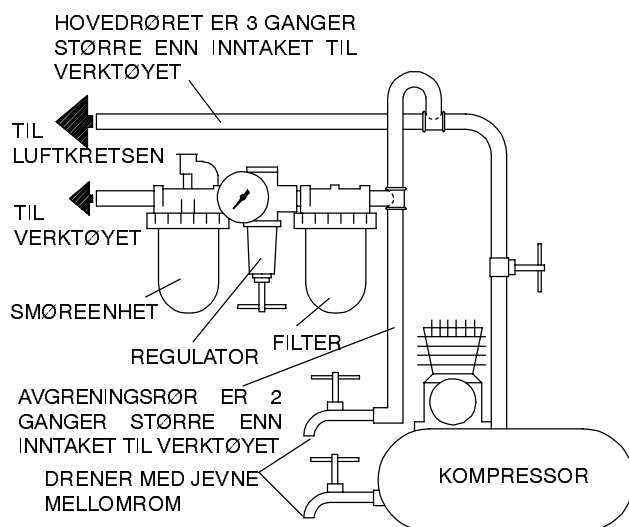 HOVEDRØRET ER 3 GANGER
STØRRE ENN INNTAKET TIL
VERKTØYET
TIL
LUFTKRETSEN
TIL
VERKTØYET
SMØREENHET
REGULATOR
FILTER
AVGRENINGSRØR ER 2
GANGER STØRRE ENN
INNTAKET TIL VERKTØYET
DRENER MED JEVNE
MELLOMROM
KOMPRESSOR